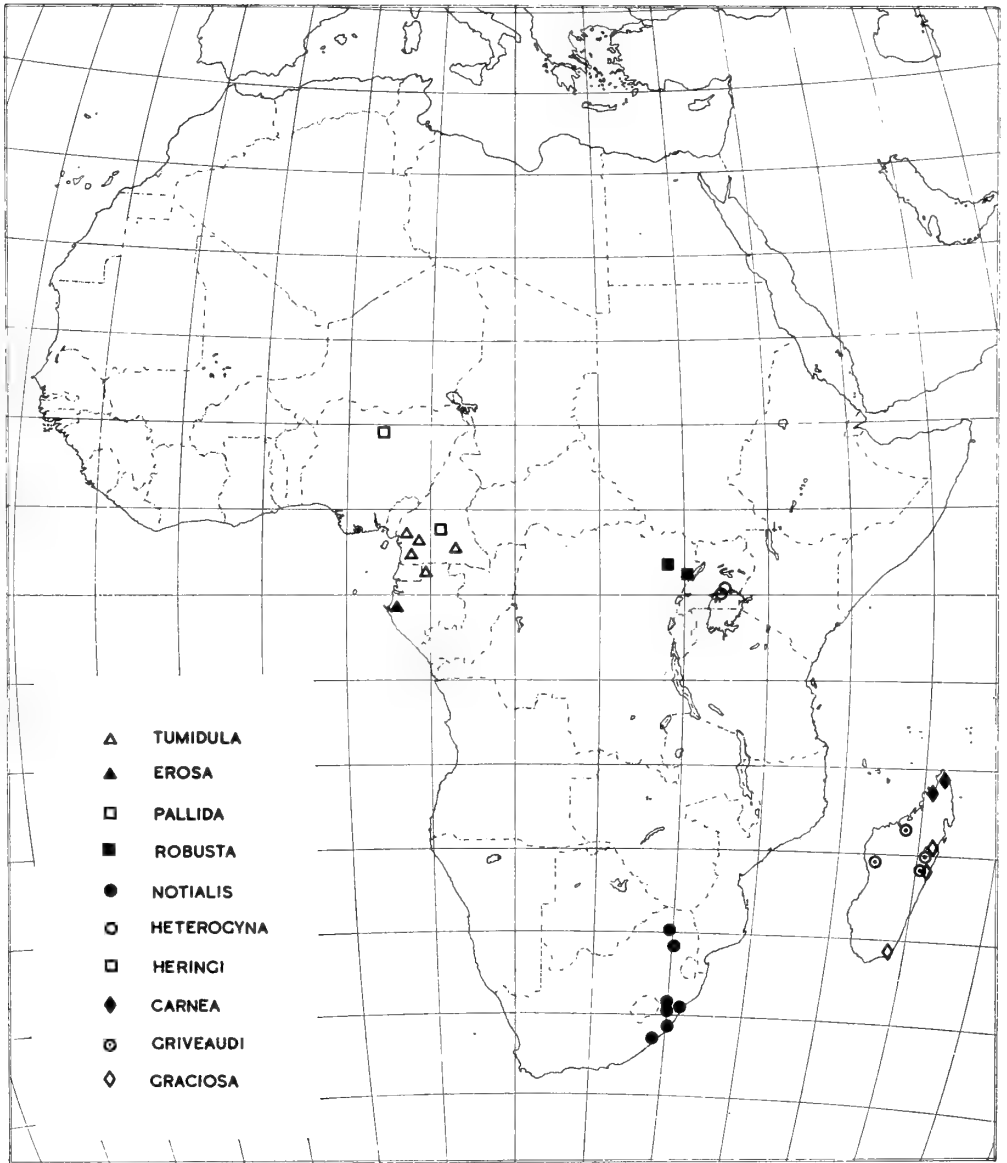 TUMIDULA
EROSA
PALLIDA
ROBUSTA
NOTIALIS
HETEROGYNA
HERINGI
CARNEA
GRIVEAUDI
GRACIOSA